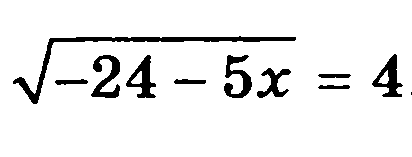 √(-24 - 5x) = 4.